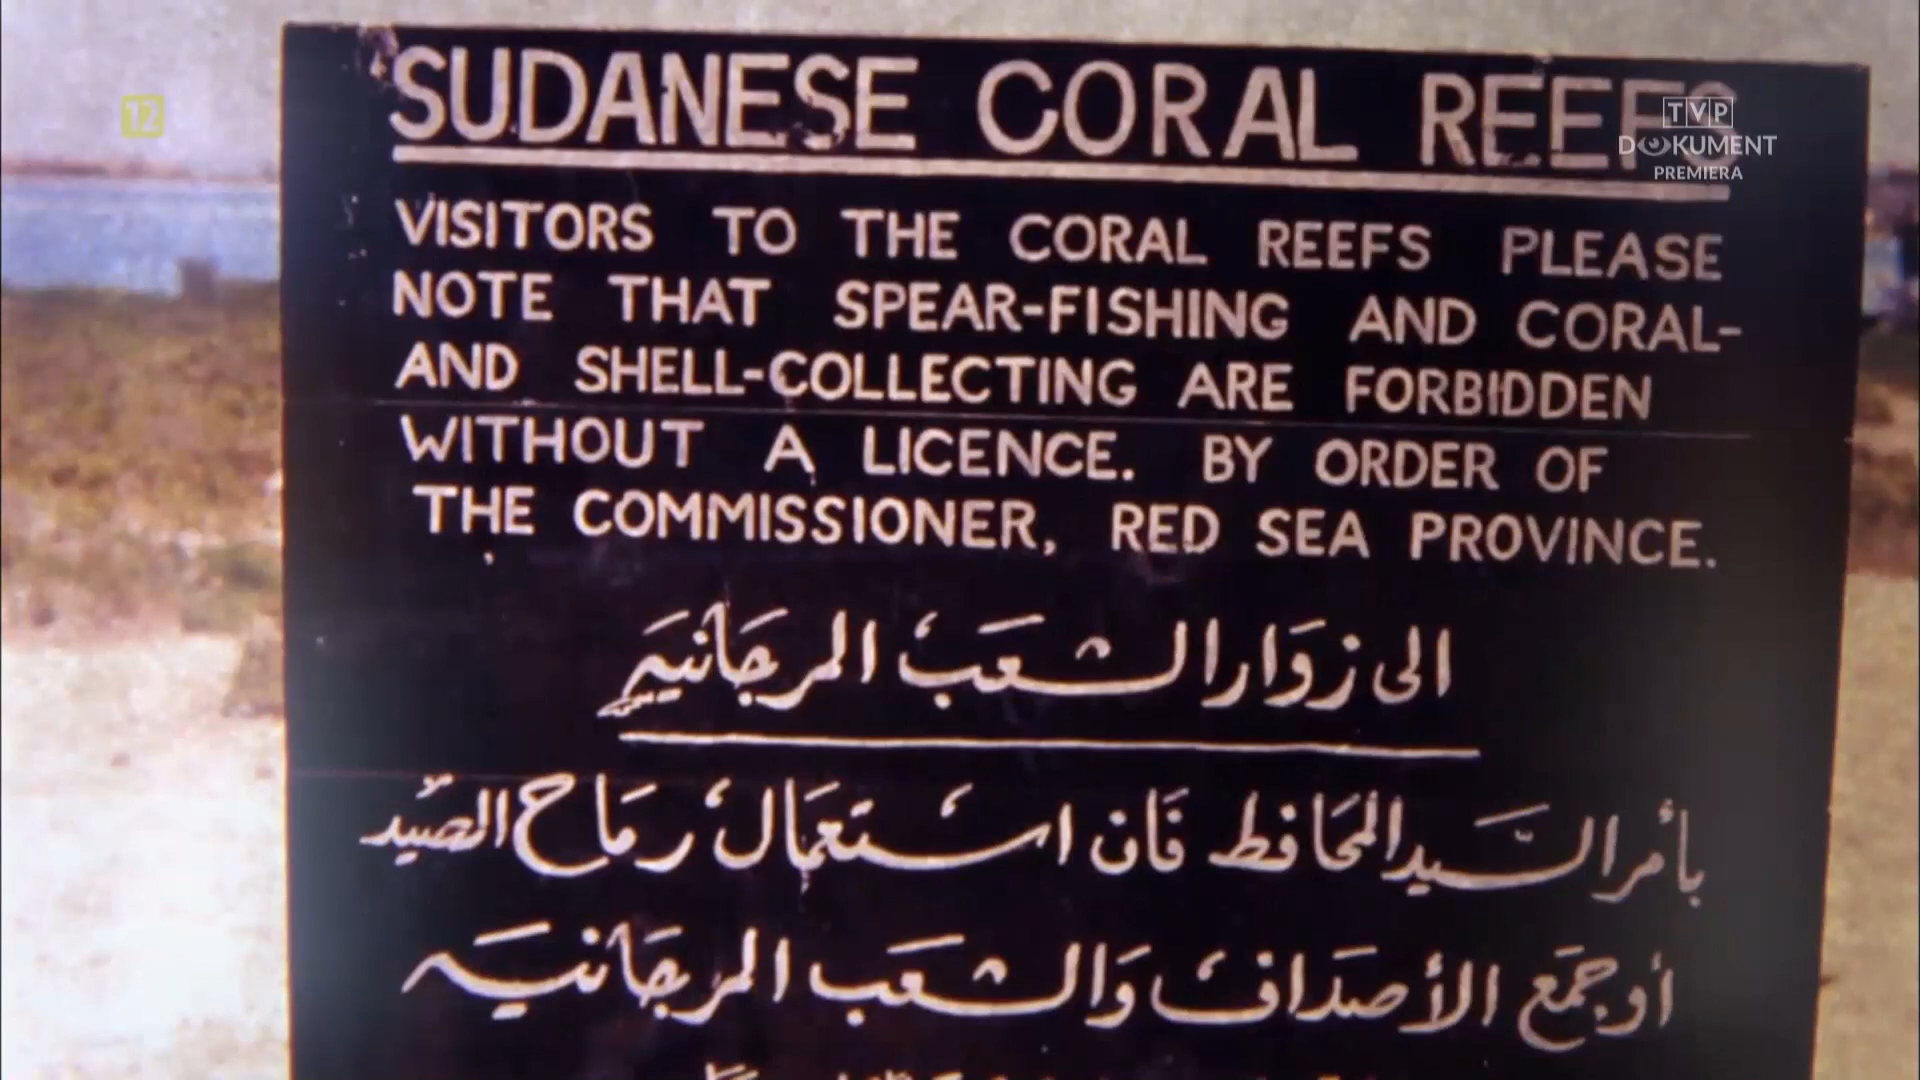 12
TVP
DOKUMENT
PREMIERA
SUDANESE CORAL REEFS
VISITORS TO THE CORAL REEFS PLEASE
NOTE THAT SPEAR-FISHING AND CORAL-
AND SHELL-COLLECTING ARE FORBIDDEN
WITHOUT A LICENCE. BY ORDER OF
THE COMMISSIONER, RED SEA PROVINCE.
الى زوار الشعب المرجانيه
بأمر السيد المحافظ فان استعمال رماح الصيد
أو جمع الأصداف والشعب المرجانيه